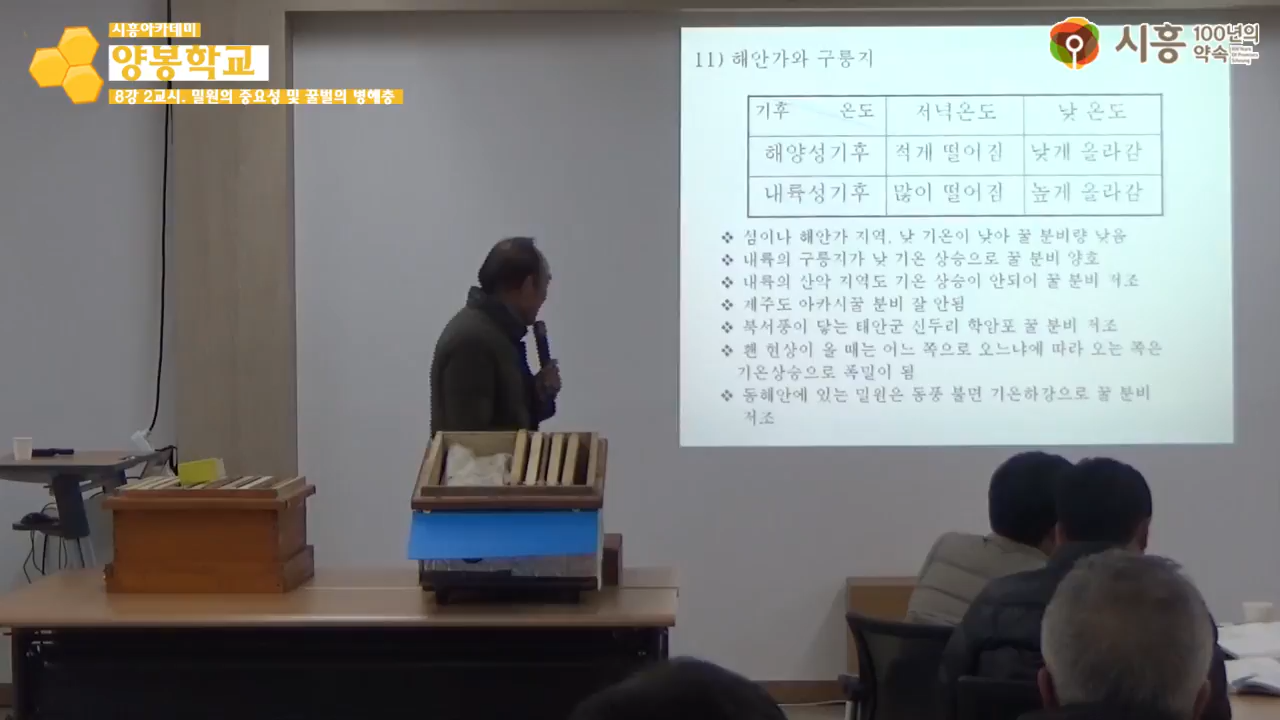 시흥아카데미
양봉학교
8강 2교시. 밀원의 중요성 및 꿀벌의 병해충
시흥 100년의 약속
11) 해안가와 구릉지
기후 온도 저녁온도 낮 온도
해양성기후 적게 떨어짐 낮게 올라감
내륙성기후 많이 떨어짐 높게 올라감
❖ 섬이나 해안가 지역, 낮 기온이 낮아 꿀 분비량 낮음
❖ 내륙의 구릉지가 낮 기온 상승으로 꿀 분비 양호
❖ 내륙의 산악 지역도 기온 상승이 안되어 꿀 분비 저조
❖ 제주도 아카시꿀 분비 잘 안됨
❖ 북서풍이 닿는 태안군 신두리 학암포 꿀 분비 저조
❖ 휀 현상이 올 때는 어느 쪽으로 오느냐에 따라 오는 쪽은
기온상승으로 폭밀이 됨
❖ 동해안에 있는 밀원은 동풍 불면 기온하강으로 꿀 분비
저조